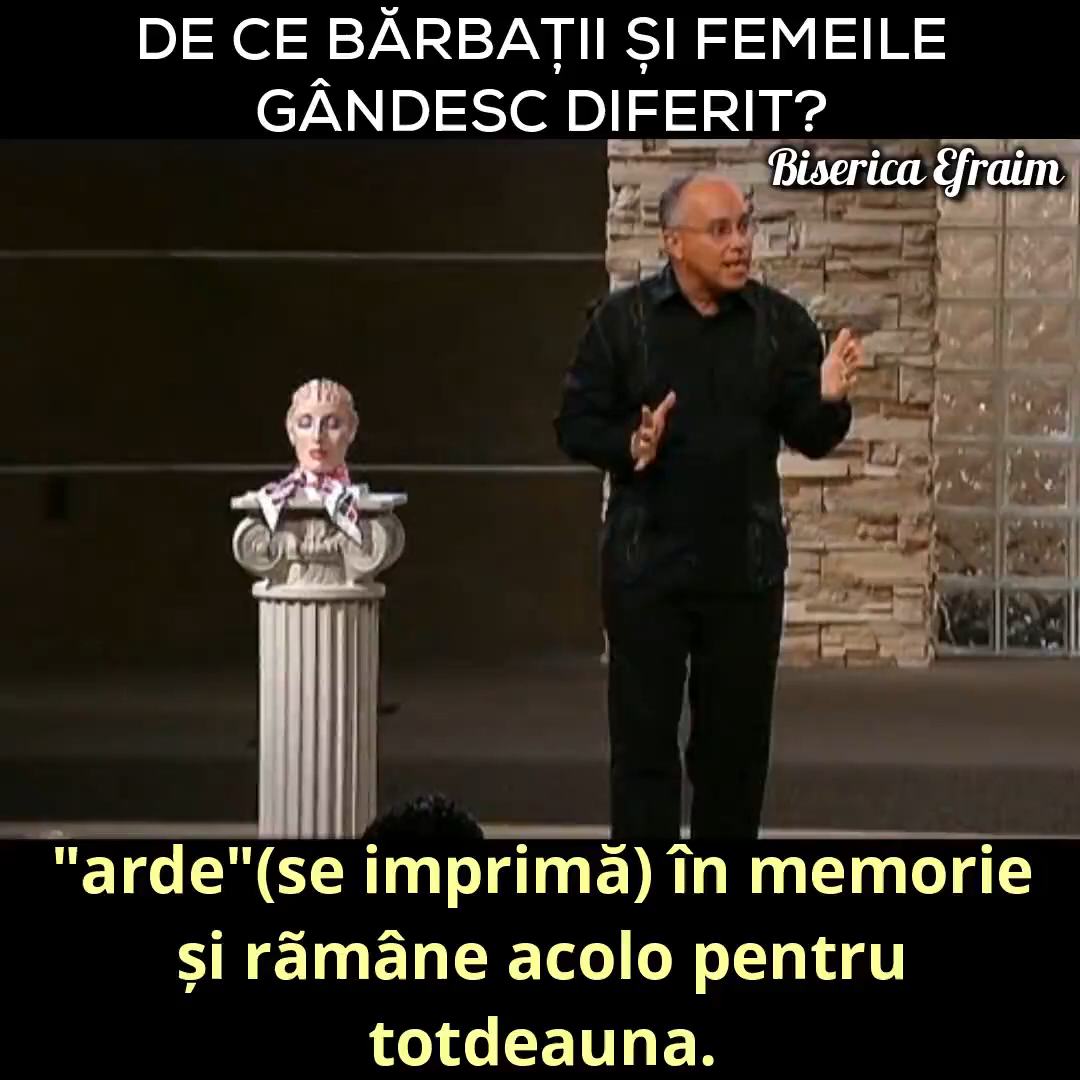 DE CE BĂRBAȚII ȘI FEMEILE
GÂNDESC DIFERIT?
Biserica Efraim
"arde"(se imprimă) în memorie
și rãmâne acolo pentru
totdeauna.